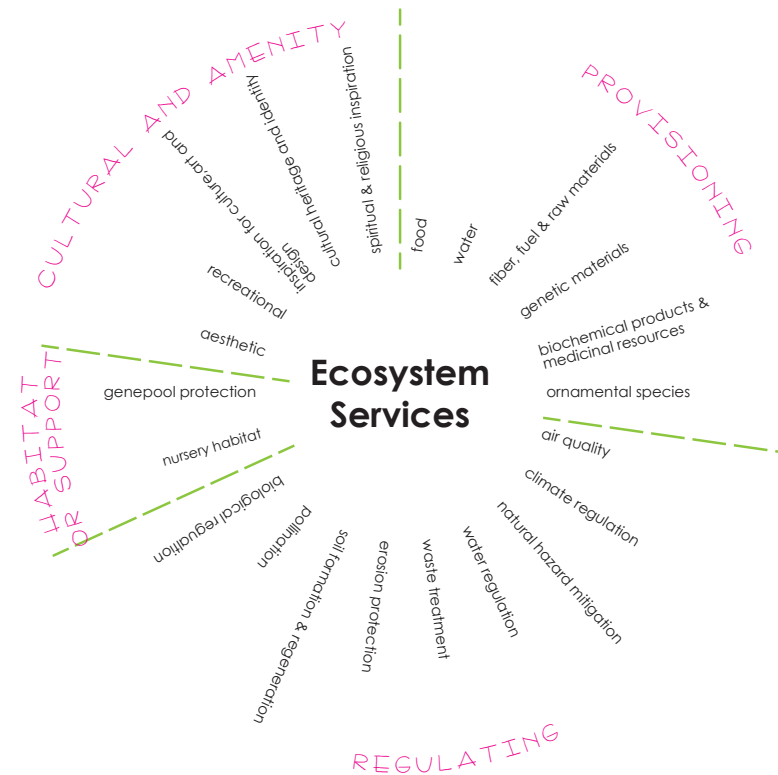 Ecosystem
Services
PROVISIONING
food
water
fiber, fuel & raw materials
genetic materials
biochemical products &
medicinal resources
ornamental species
REGULATING
air quality
climate regulation
natural hazard mitigation
water regulation
waste treatment
erosion protection
soil formation & regeneration
pollination
biological regualtion
HABITAT
OR SUPPORT
nursery habitat
genepool protection
CULTURAL AND AMENITY
aesthetic
recreational
inspiration for culture,art and
design
cultural heritage and identity
spiritual & religious inspiration